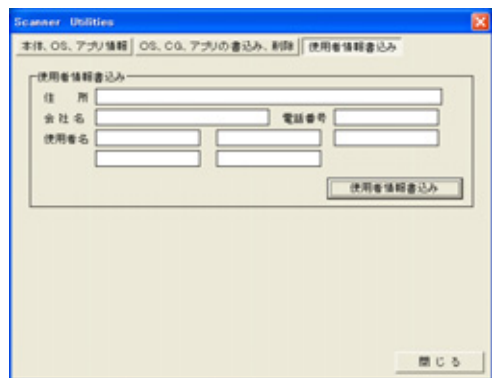 Scanner Utilities
本体、OS、アプリ情報 OS、CG、アプリの書込み、削除 使用者情報書込み
使用者情報書込み
住 所
会 社 名 電話番号
使用者名
使用者情報書込み
閉 じ る